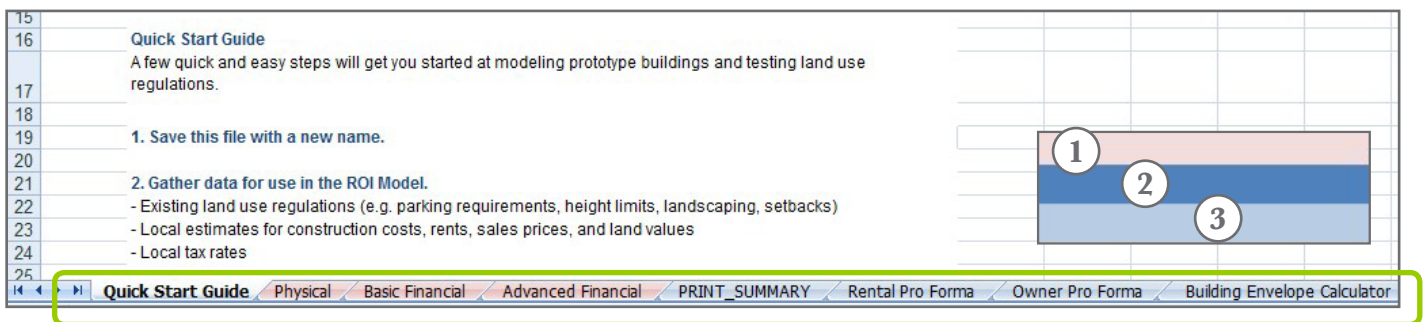 15
16 Quick Start Guide
A few quick and easy steps will get you started at modeling prototype buildings and testing land use
17 regulations.
18
19 1. Save this file with a new name.
20
21 2. Gather data for use in the ROI Model.
22 - Existing land use regulations (e.g. parking requirements, height limits, landscaping, setbacks)
23 - Local estimates for construction costs, rents, sales prices, and land values
24 - Local tax rates
25
1
2
3
Quick Start Guide Physical Basic Financial Advanced Financial PRINT_SUMMARY Rental Pro Forma Owner Pro Forma Building Envelope Calculator